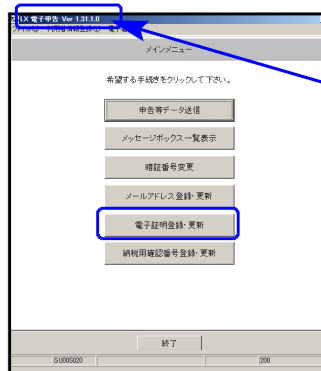 LX 電子申告 Ver 1.31.1.0
メインメニュー
希望する手続きをクリックして下さい。
申告等データ送信
メッセージボックス一覧表示
暗証番号変更
メールアドレス登録・更新
電子証明登録・更新
納税用確認番号登録・更新
終了
SU00S020
200